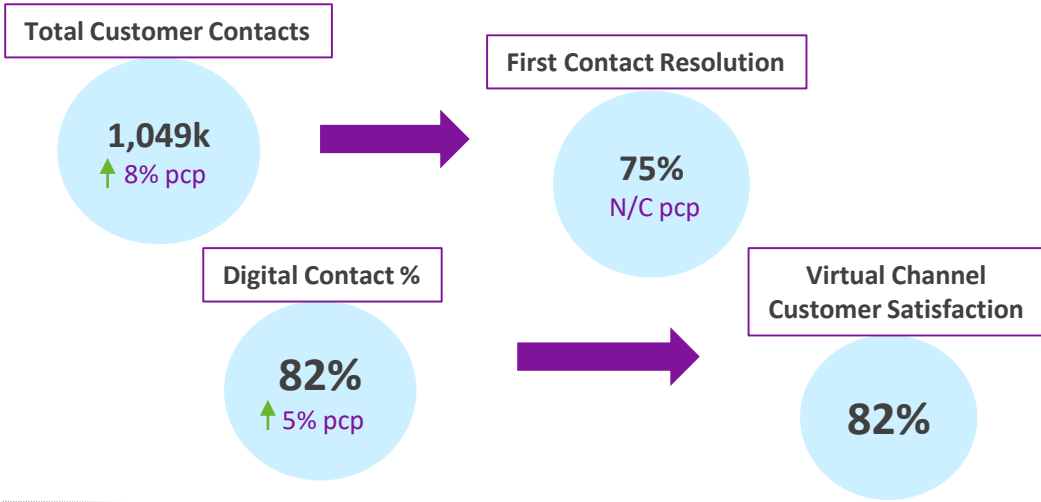 Total Customer Contacts
1,049k
8% pcp
First Contact Resolution
75%
N/C pcp
Digital Contact %
82%
5% pcp
Virtual Channel
Customer Satisfaction
82%